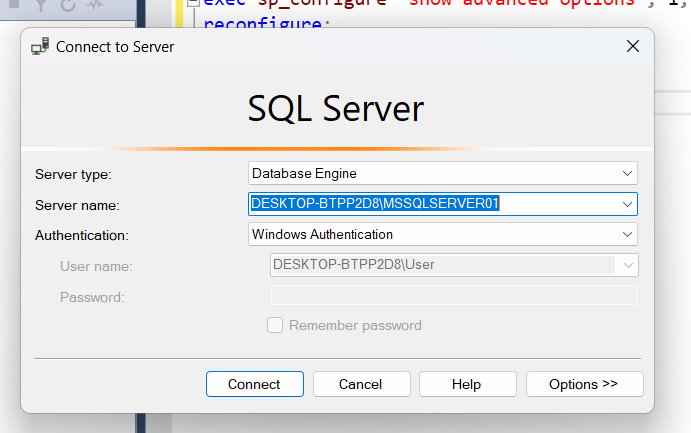 exec sp_configure 'show advanced options', 1;
reconfigure;
Connect to Server
SQL Server
Server type:
Database Engine
Server name:
DESKTOP-BTPP2D8\MSSQLSERVER01
Authentication:
Windows Authentication
User name:
DESKTOP-BTPP2D8\User
Password:
Remember password
Connect
Cancel
Help
Options >>